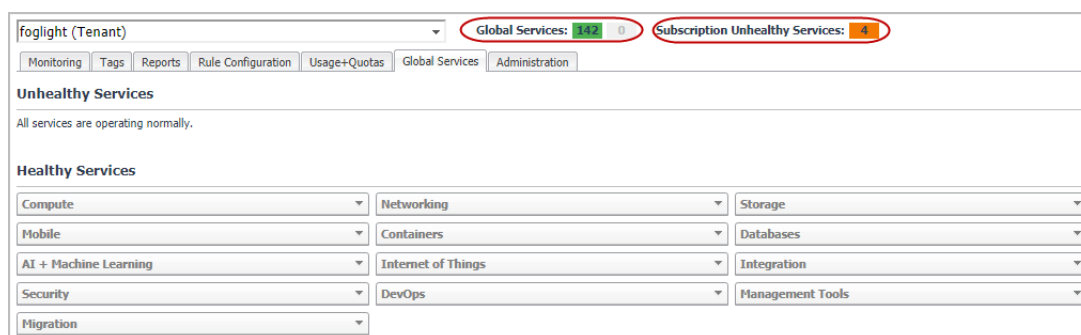 foglight (Tenant) Global Services: 142 0 Subscription Unhealthy Services: 4
Monitoring Tags Reports Rule Configuration Usage+Quotas Global Services Administration
Unhealthy Services
All services are operating normally.
Healthy Services
Compute Networking Storage
Mobile Containers Databases
AI + Machine Learning Internet of Things Integration
Security DevOps Management Tools
Migration